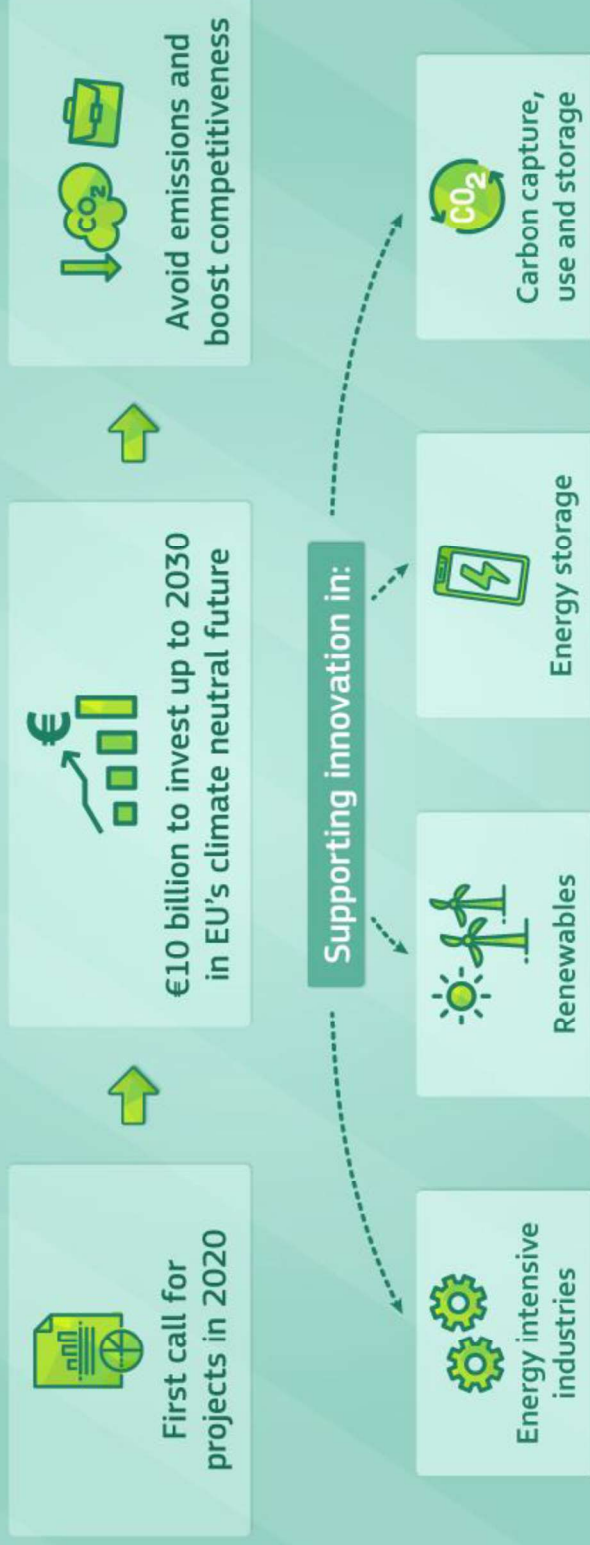 First call for
projects in 2020
€10 billion to invest up to 2030
in EU's climate neutral future
€
CO2
Avoid emissions and
boost competitiveness
Supporting innovation in:
Energy intensive
industries
Renewables
Energy storage
CO2
Carbon capture,
use and storage